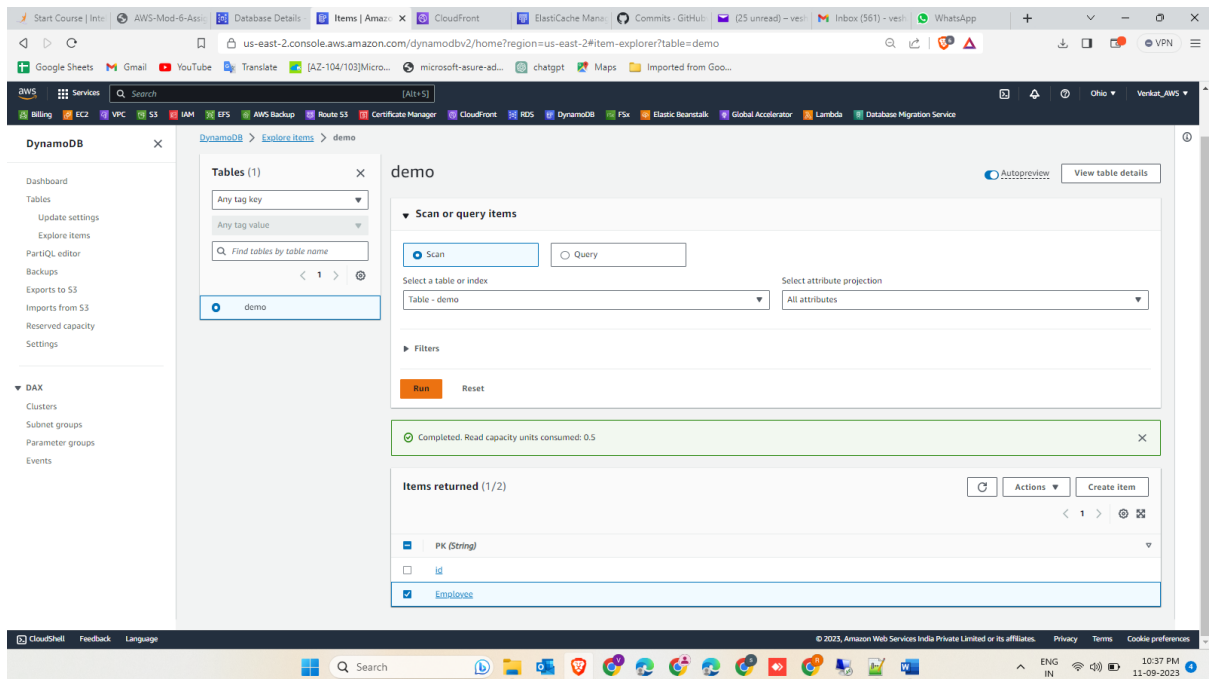 Start Course | Inte
AWS-Mod-6-Assig
Database Details
Items | Amazo
CloudFront
ElastiCache Mana
Commits · GitHub
(25 unread) – vesh
Inbox (561) - vesh
WhatsApp
us-east-2.console.aws.amazon.com/dynamodbv2/home?region=us-east-2#item-explorer?table=demo
VPN
Google Sheets
Gmail
YouTube
Translate
[AZ-104/103]Micro...
microsoft-asure-ad...
chatgpt
Maps
Imported from Goo...
aws
Services
Search
[Alt+S]
Ohio
Venkat_AWS
Billing
EC2
VPC
S3
IAM
EFS
AWS Backup
Route 53
Certificate Manager
CloudFront
RDS
DynamoDB
FSx
Elastic Beanstalk
Global Accelerator
Lambda
Database Migration Service
DynamoDB
Dashboard
Tables
Update settings
Explore items
PartiQL editor
Backups
Exports to S3
Imports from S3
Reserved capacity
Settings
DAX
Clusters
Subnet groups
Parameter groups
Events
DynamoDB > Explore items > demo
Tables (1)
Any tag key
Any tag value
Find tables by table name
1
demo
demo
Autopreview
View table details
Scan or query items
Scan
Query
Select a table or index
Table - demo
Select attribute projection
All attributes
Filters
Run
Reset
Completed. Read capacity units consumed: 0.5
Items returned (1/2)
Actions
Create item
1
PK (String)
id
Employee
CloudShell
Feedback
Language
© 2023, Amazon Web Services India Private Limited or its affiliates.
Privacy
Terms
Cookie preferences
Search
ENG
IN
10:37 PM
11-09-2023
4